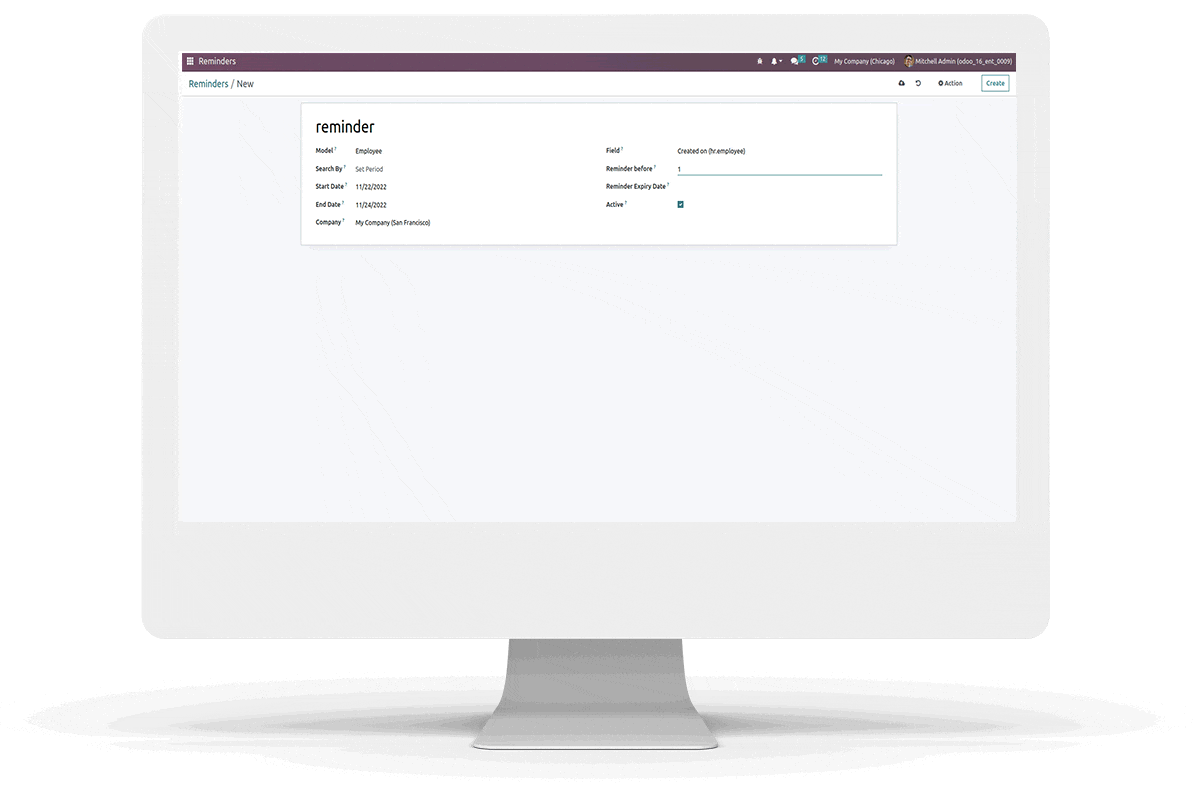 Reminders 5 12 My Company (Chicago) Mitchell Admin (odoo_16_ent_0009)
Reminders / New Action Create
reminder
Model ? Employee Field ? Created on (hr.employee)
Search By ? Set Period Reminder before ? 1
Start Date ? 11/22/2022 Reminder Expiry Date ?
End Date ? 11/24/2022 Active ?
Company ? My Company (San Francisco)